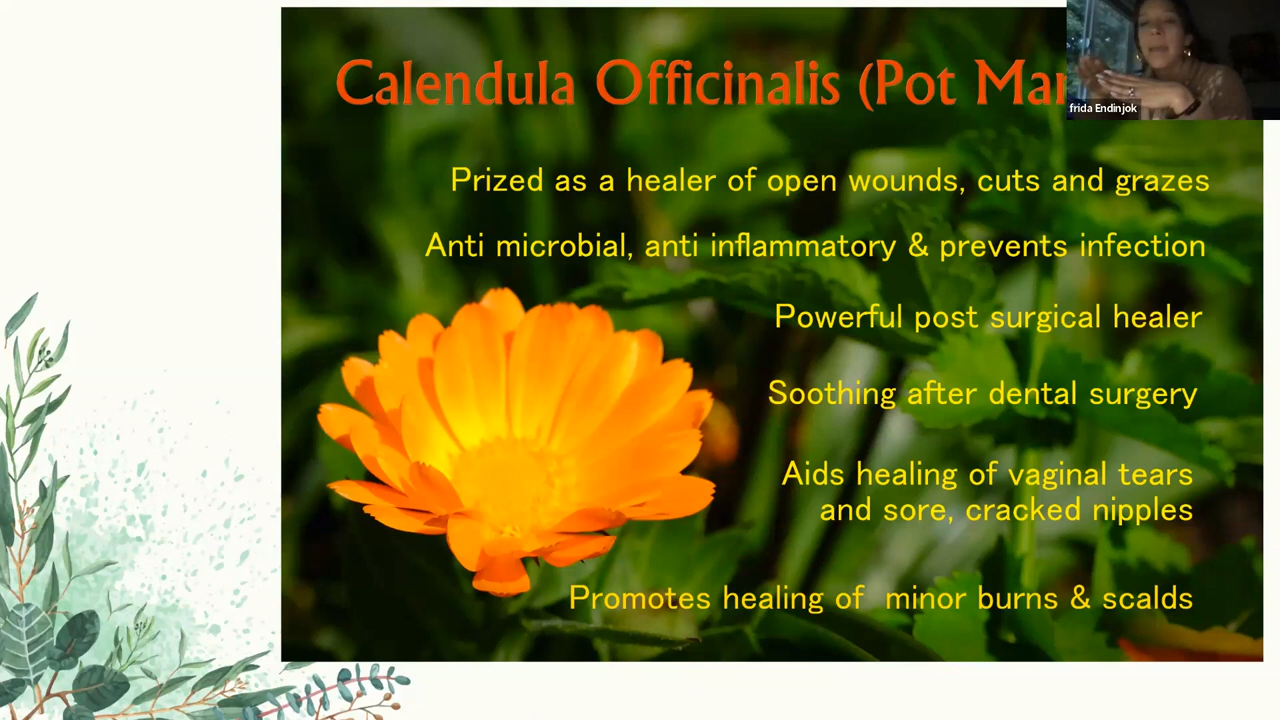 Calendula Officinalis (Pot Mar
frida Endinjok
Prized as a healer of open wounds, cuts and grazes
Anti microbial, anti inflammatory & prevents infection
Powerful post surgical healer
Soothing after dental surgery
Aids healing of vaginal tears
and sore, cracked nipples
Promotes healing of  minor burns & scalds